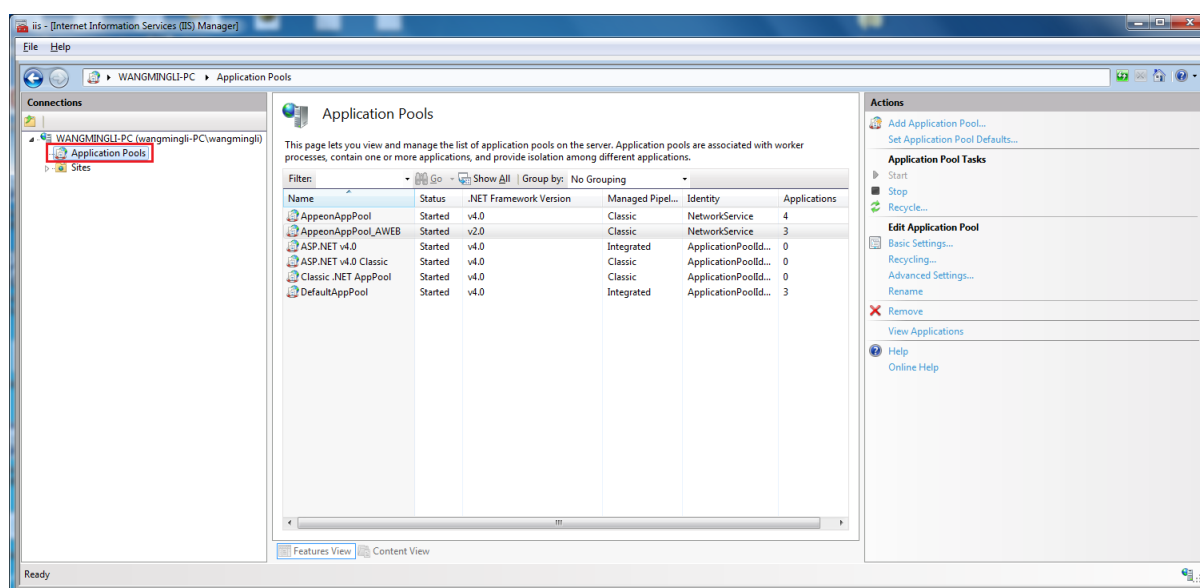 iis - [Internet Information Services (IIS) Manager]
File Help
WANGMINGLI-PC Application Pools
Connections
WANGMINGLI-PC (wangmingli-PC\wangmingli)
Application Pools
Sites
Application Pools
This page lets you view and manage the list of application pools on the server. Application pools are associated with worker
processes, contain one or more applications, and provide isolation among different applications.
Filter: Go Show All Group by: No Grouping
Name Status .NET Framework Version Managed Pipel... Identity Applications
AppeonAppPool Started v4.0 Classic NetworkService 4
AppeonAppPool_AWEB Started v2.0 Classic NetworkService 3
ASP.NET v4.0 Started v4.0 Integrated ApplicationPoolId... 0
ASP.NET v4.0 Classic Started v4.0 Classic ApplicationPoolId... 0
Classic .NET AppPool Started v4.0 Classic ApplicationPoolId... 0
DefaultAppPool Started v4.0 Integrated ApplicationPoolId... 3
Features View Content View
Actions
Add Application Pool...
Set Application Pool Defaults...
Application Pool Tasks
Start
Stop
Recycle...
Edit Application Pool
Basic Settings...
Recycling...
Advanced Settings...
Rename
Remove
View Applications
Help
Online Help
Ready